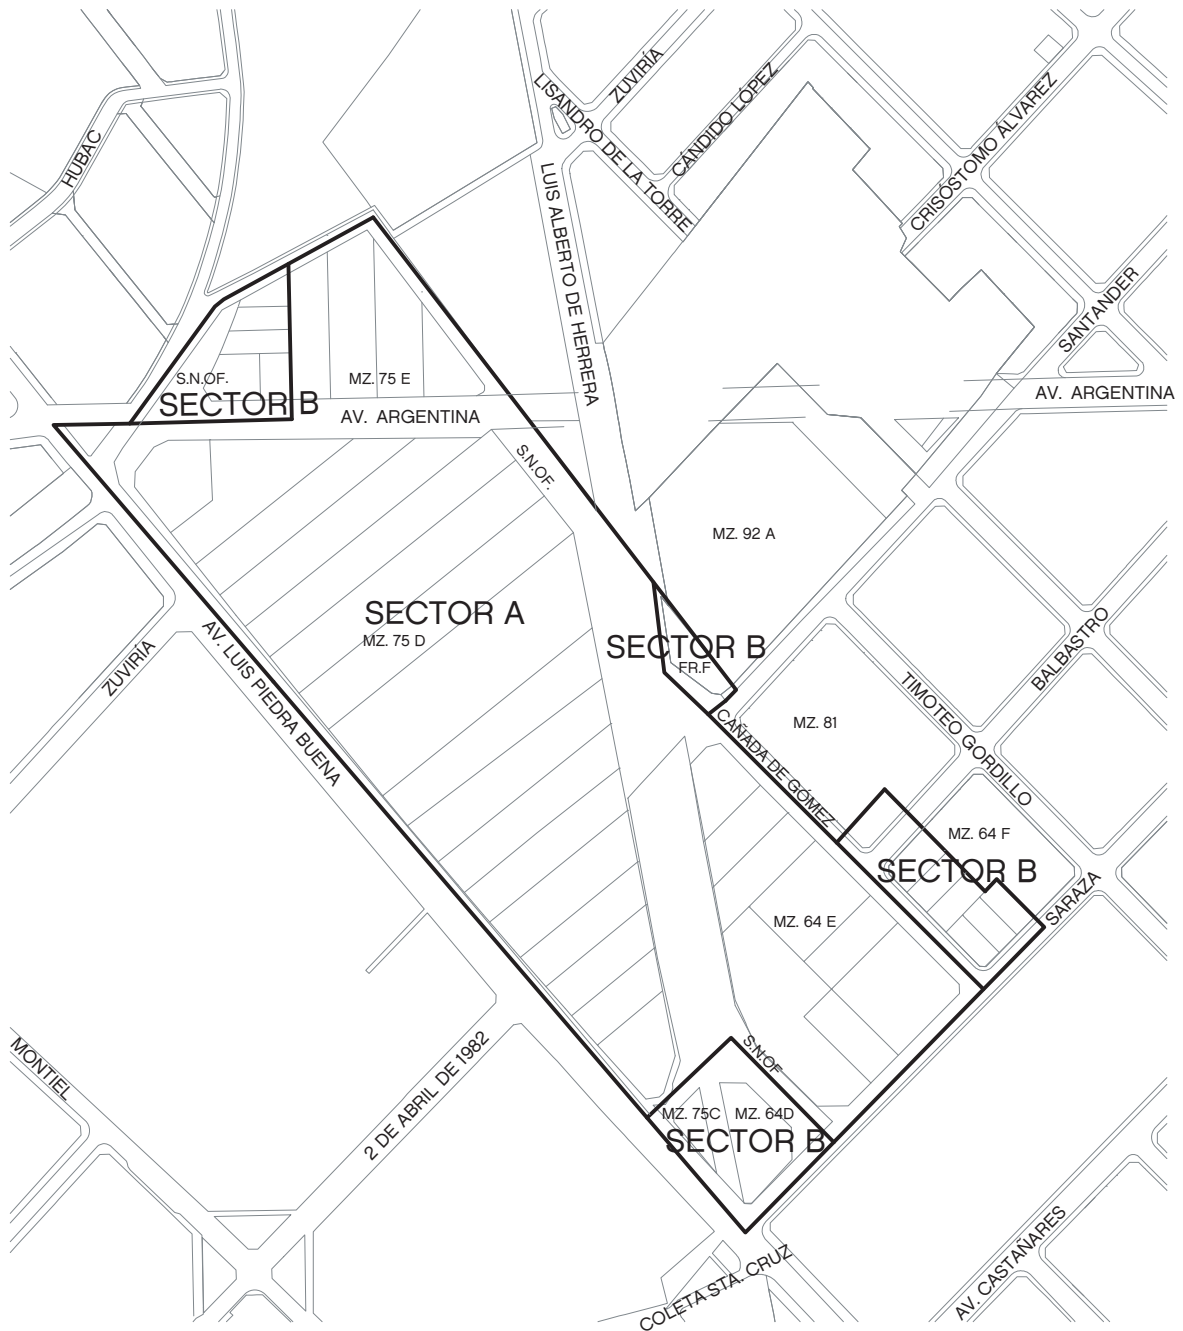 HUBAC
LISANDRO DE LA TORRE
ZUVIRÍA
CÁNDIDO LÓPEZ
CRISÓSTOMO ÁLVAREZ
LUIS ALBERTO DE HERRERA
SANTANDER
S.N.OF.
SECTOR B
MZ. 75 E
AV. ARGENTINA
AV. ARGENTINA
S.N.OF.
MZ. 92 A
SECTOR A
MZ. 75 D
SECTOR B
FR.F
ZUVIRÍA
AV. LUIS PIEDRA BUENA
BALBASTRO
TIMOTEO GORDILLO
MZ. 81
CAÑADA DE GÓMEZ
MZ. 64 F
SECTOR B
SARAZA
MZ. 64 E
MONTIEL
2 DE ABRIL DE 1982
S.N.OF
MZ. 75C
MZ. 64D
SECTOR B
COLETA STA. CRUZ
AV. CASTAÑARES